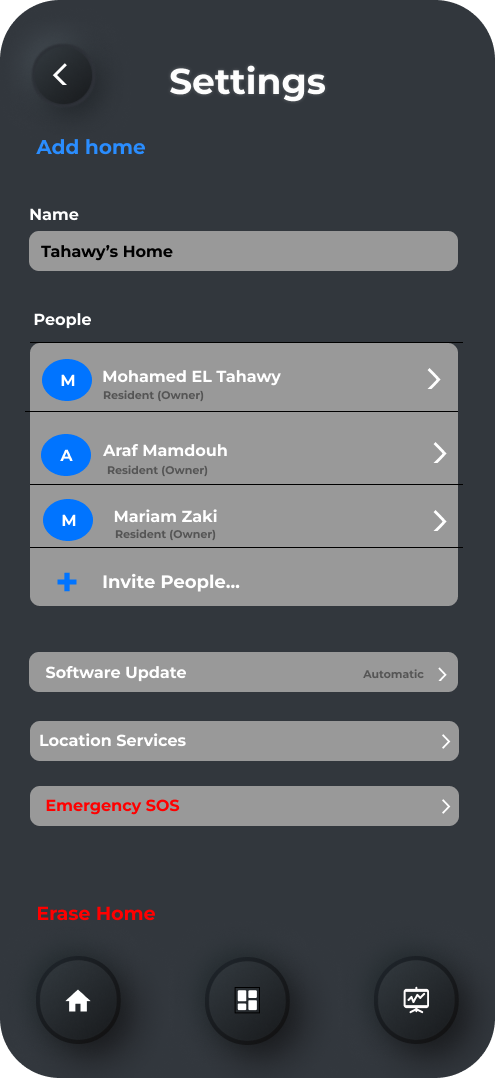 Settings
Add home
Name
Tahawy’s Home
People
M
Mohamed EL Tahawy
Resident (Owner)
A
Araf Mamdouh
Resident (Owner)
M
Mariam Zaki
Resident (Owner)
Invite People...
Software Update
Automatic
Location Services
Emergency SOS
Erase Home